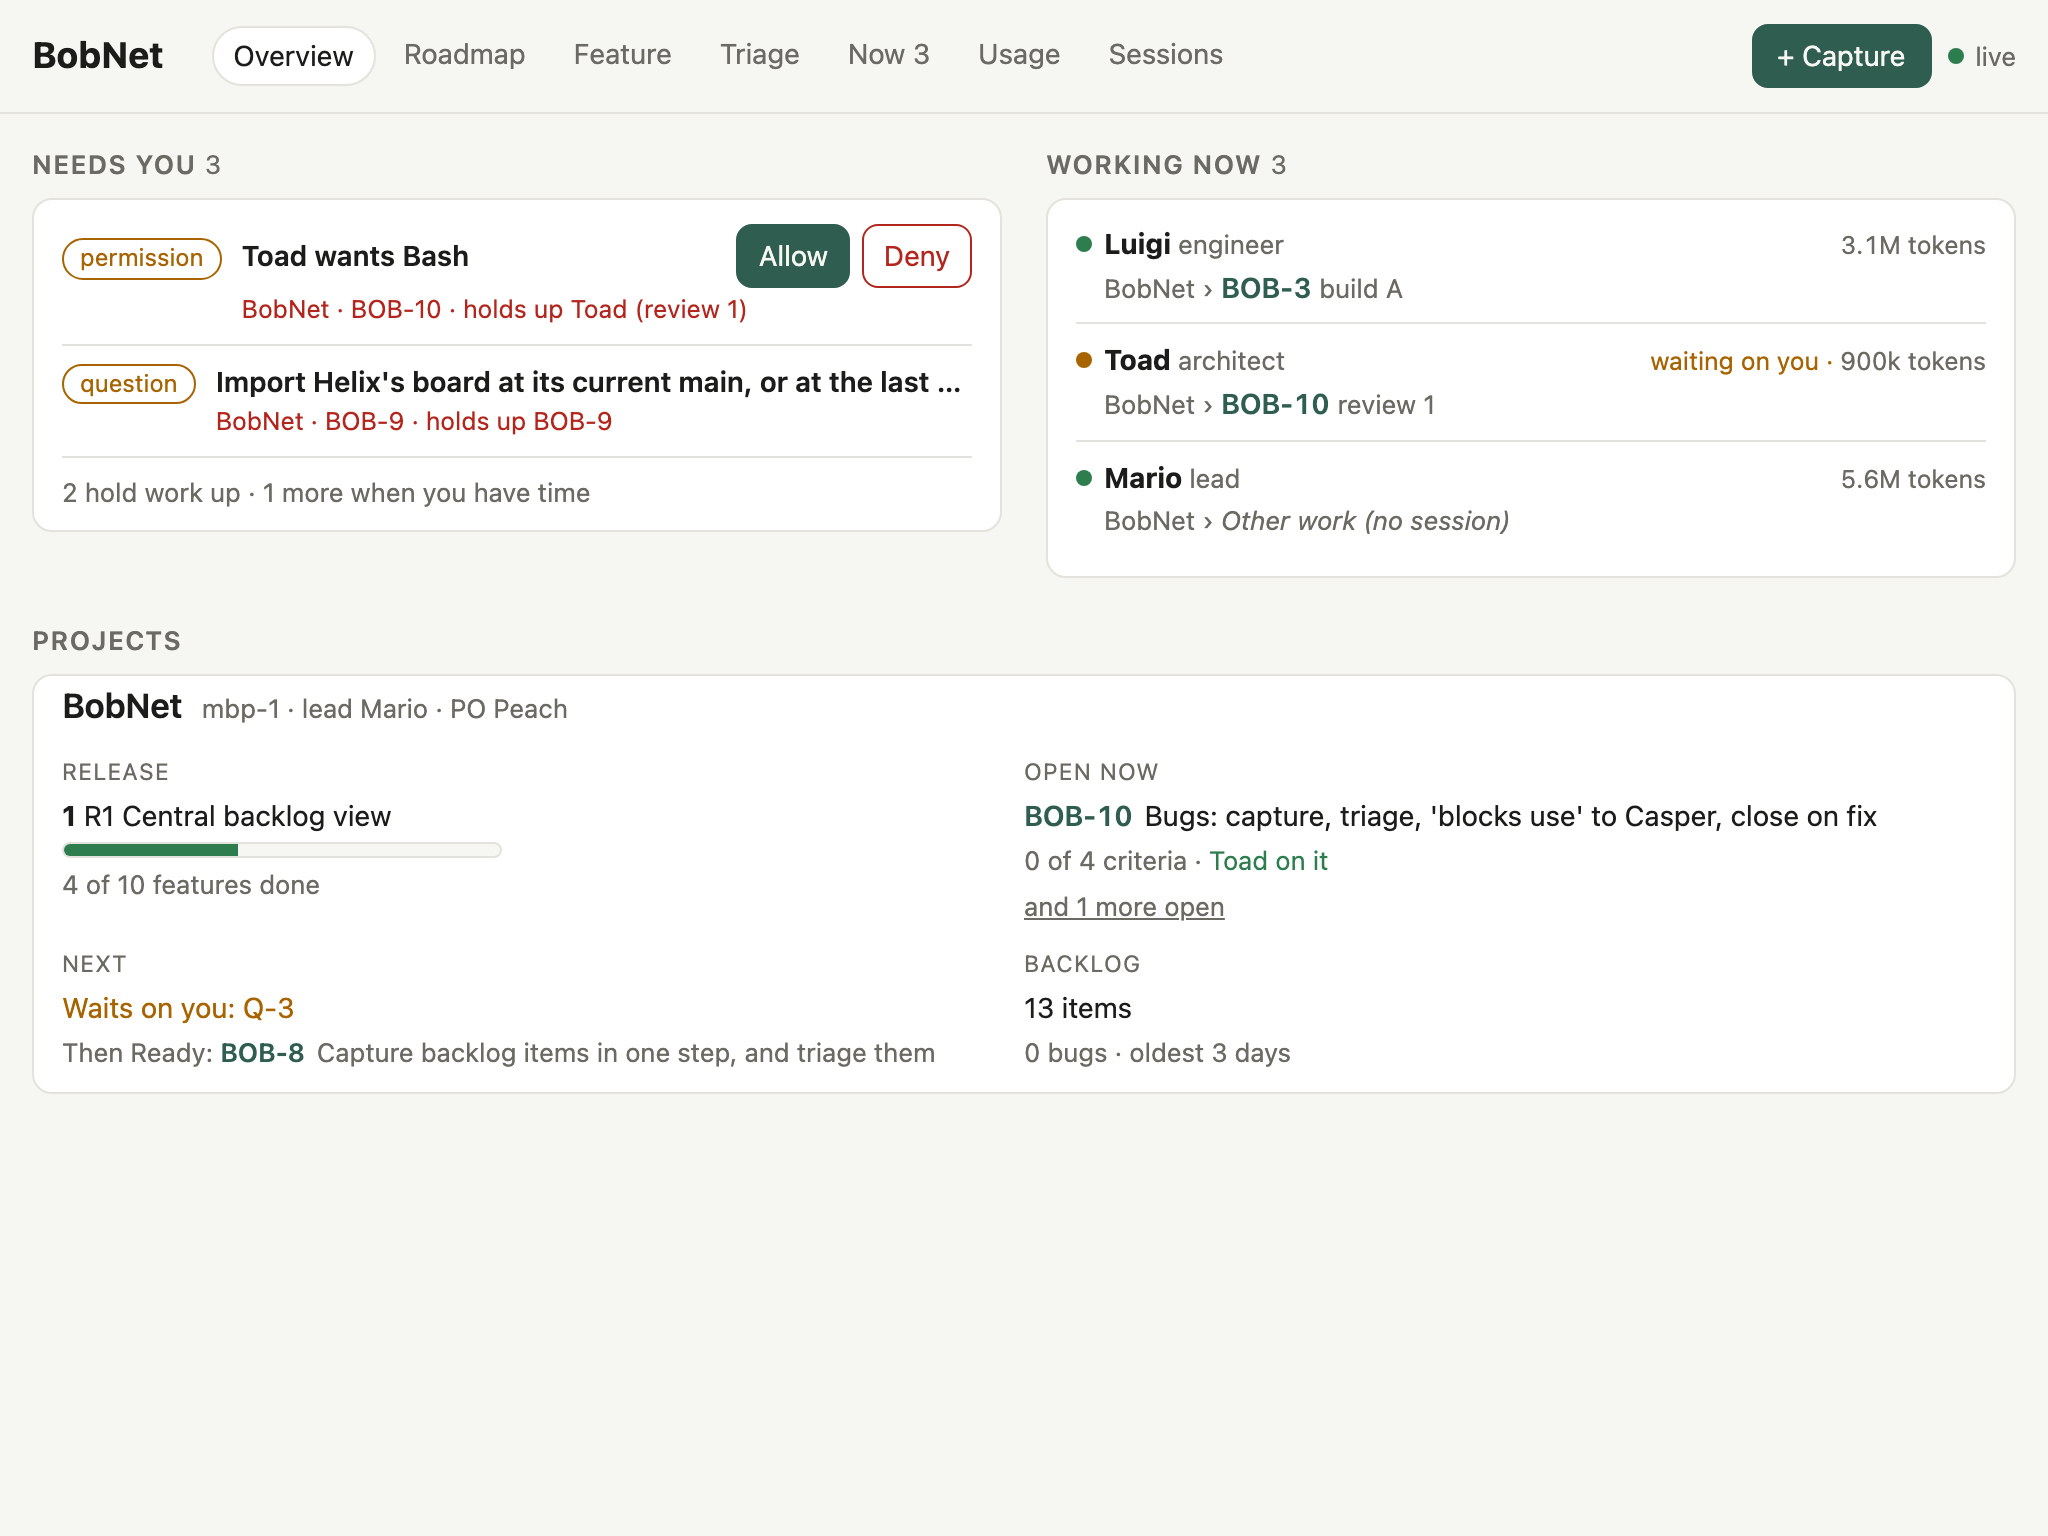 BobNet Overview Roadmap Feature Triage Now 3 Usage Sessions + Capture live
NEEDS YOU 3
permission Toad wants Bash Allow Deny
BobNet · BOB-10 · holds up Toad (review 1)
question Import Helix's board at its current main, or at the last ...
BobNet · BOB-9 · holds up BOB-9
2 hold work up · 1 more when you have time
WORKING NOW 3
Luigi engineer 3.1M tokens
BobNet › BOB-3 build A
Toad architect waiting on you · 900k tokens
BobNet › BOB-10 review 1
Mario lead 5.6M tokens
BobNet › Other work (no session)
PROJECTS
BobNet mbp-1 · lead Mario · PO Peach
RELEASE
1 R1 Central backlog view
4 of 10 features done
OPEN NOW
BOB-10 Bugs: capture, triage, 'blocks use' to Casper, close on fix
0 of 4 criteria · Toad on it
and 1 more open
NEXT
Waits on you: Q-3
Then Ready: BOB-8 Capture backlog items in one step, and triage them
BACKLOG
13 items
0 bugs · oldest 3 days